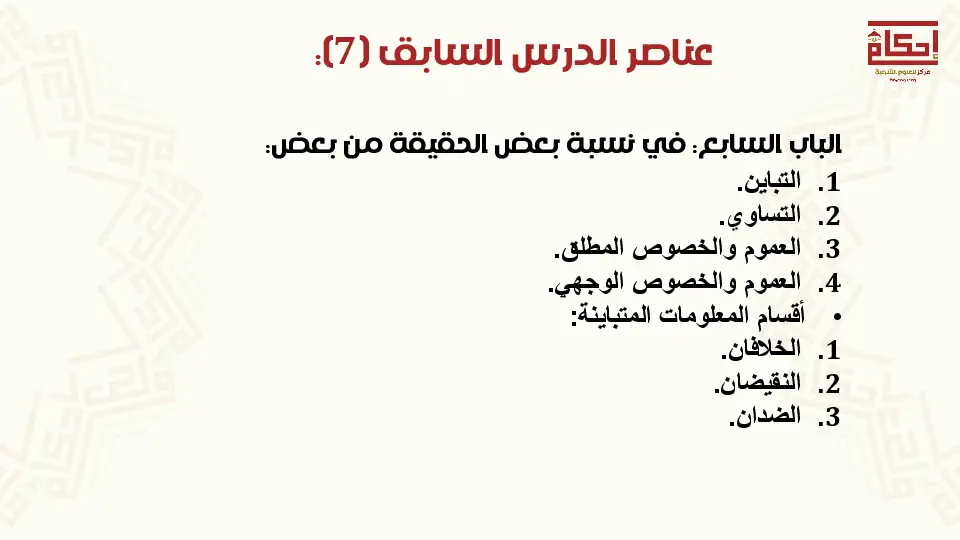 إحكام
مركز للعلوم الشرعية
عناصر الدرس السابق (7):
الباب السابع: في نسبة بعض الحقيقة من بعض:
1. التباين.
2. التساوي.
3. العموم والخصوص المطلق.
4. العموم والخصوص الوجهي.
• أقسام المعلومات المتباينة:
1. الخلافان.
2. النقيضان.
3. الضدان.